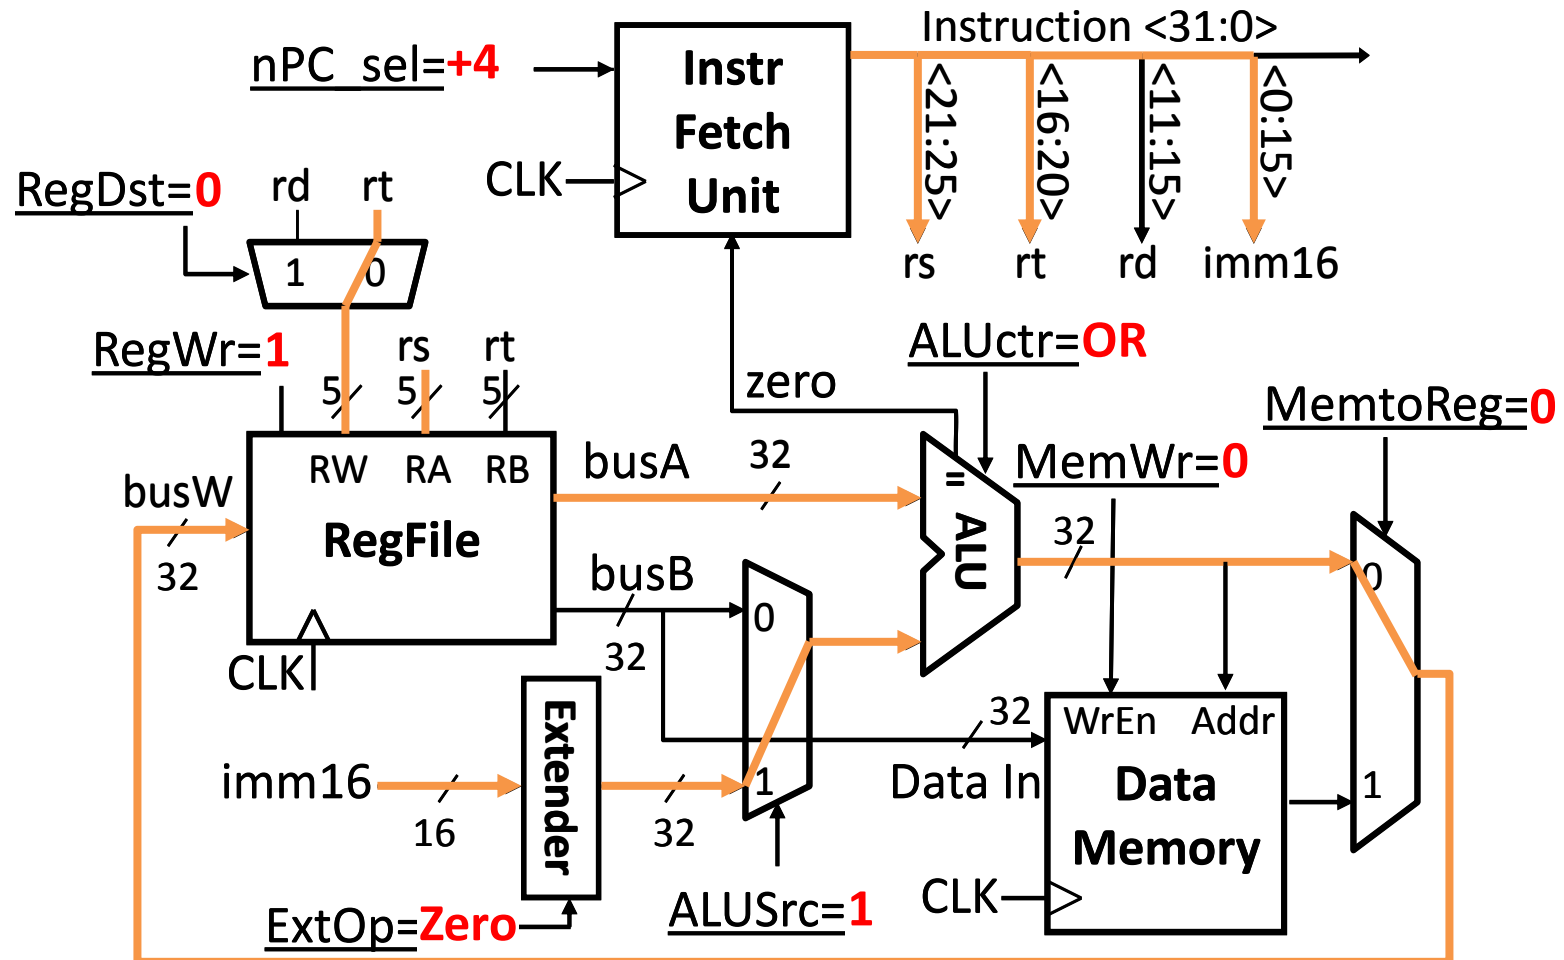 Instruction <31:0>
nPC_sel=+4
Instr
Fetch
Unit
<21:25>
<16:20>
<11:15>
<0:15>
CLK
RegDst=0
rd
rt
1
0
rs
rt
rd
imm16
RegWr=1
rs
rt
5
5
5
ALUctr=OR
zero
MemtoReg=0
RW
RA
RB
busA
32
=
MemWr=0
busW
32
RegFile
ALU
32
0
busB
32
0
CLK
Extender
32
WrEn
Addr
imm16
16
32
1
Data In
Data
Memory
1
CLK
ALUSrc=1
ExtOp=Zero